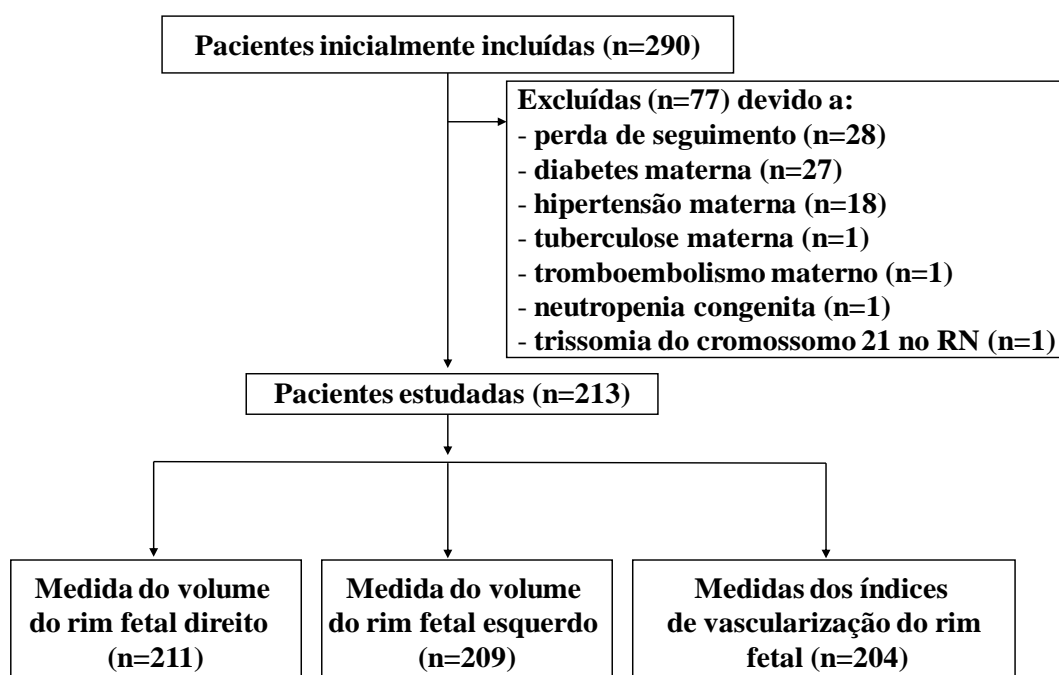 Pacientes inicialmente incluídas (n=290)
Excluídas (n=77) devido a:
- perda de seguimento (n=28)
- diabetes materna (n=27)
- hipertensão materna (n=18)
- tuberculose materna (n=1)
- tromboembolismo materno (n=1)
- neutropenia congenita (n=1)
- trissomia do cromossomo 21 no RN (n=1)
Pacientes estudadas (n=213)
Medida do volume
do rim fetal direito
(n=211)
Medida do volume
do rim fetal esquerdo
(n=209)
Medidas dos índices
de vascularização do rim
fetal (n=204)